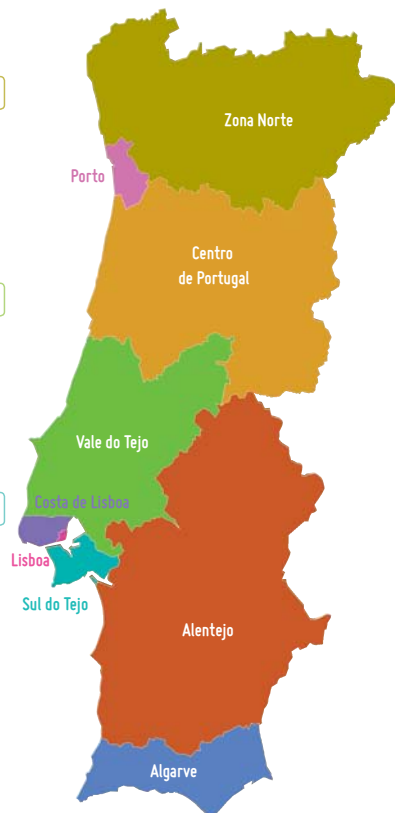 Zona Norte
Porto
Centro
de Portugal
Vale do Tejo
Costa de Lisboa
Lisboa
Sul do Tejo
Alentejo
Algarve